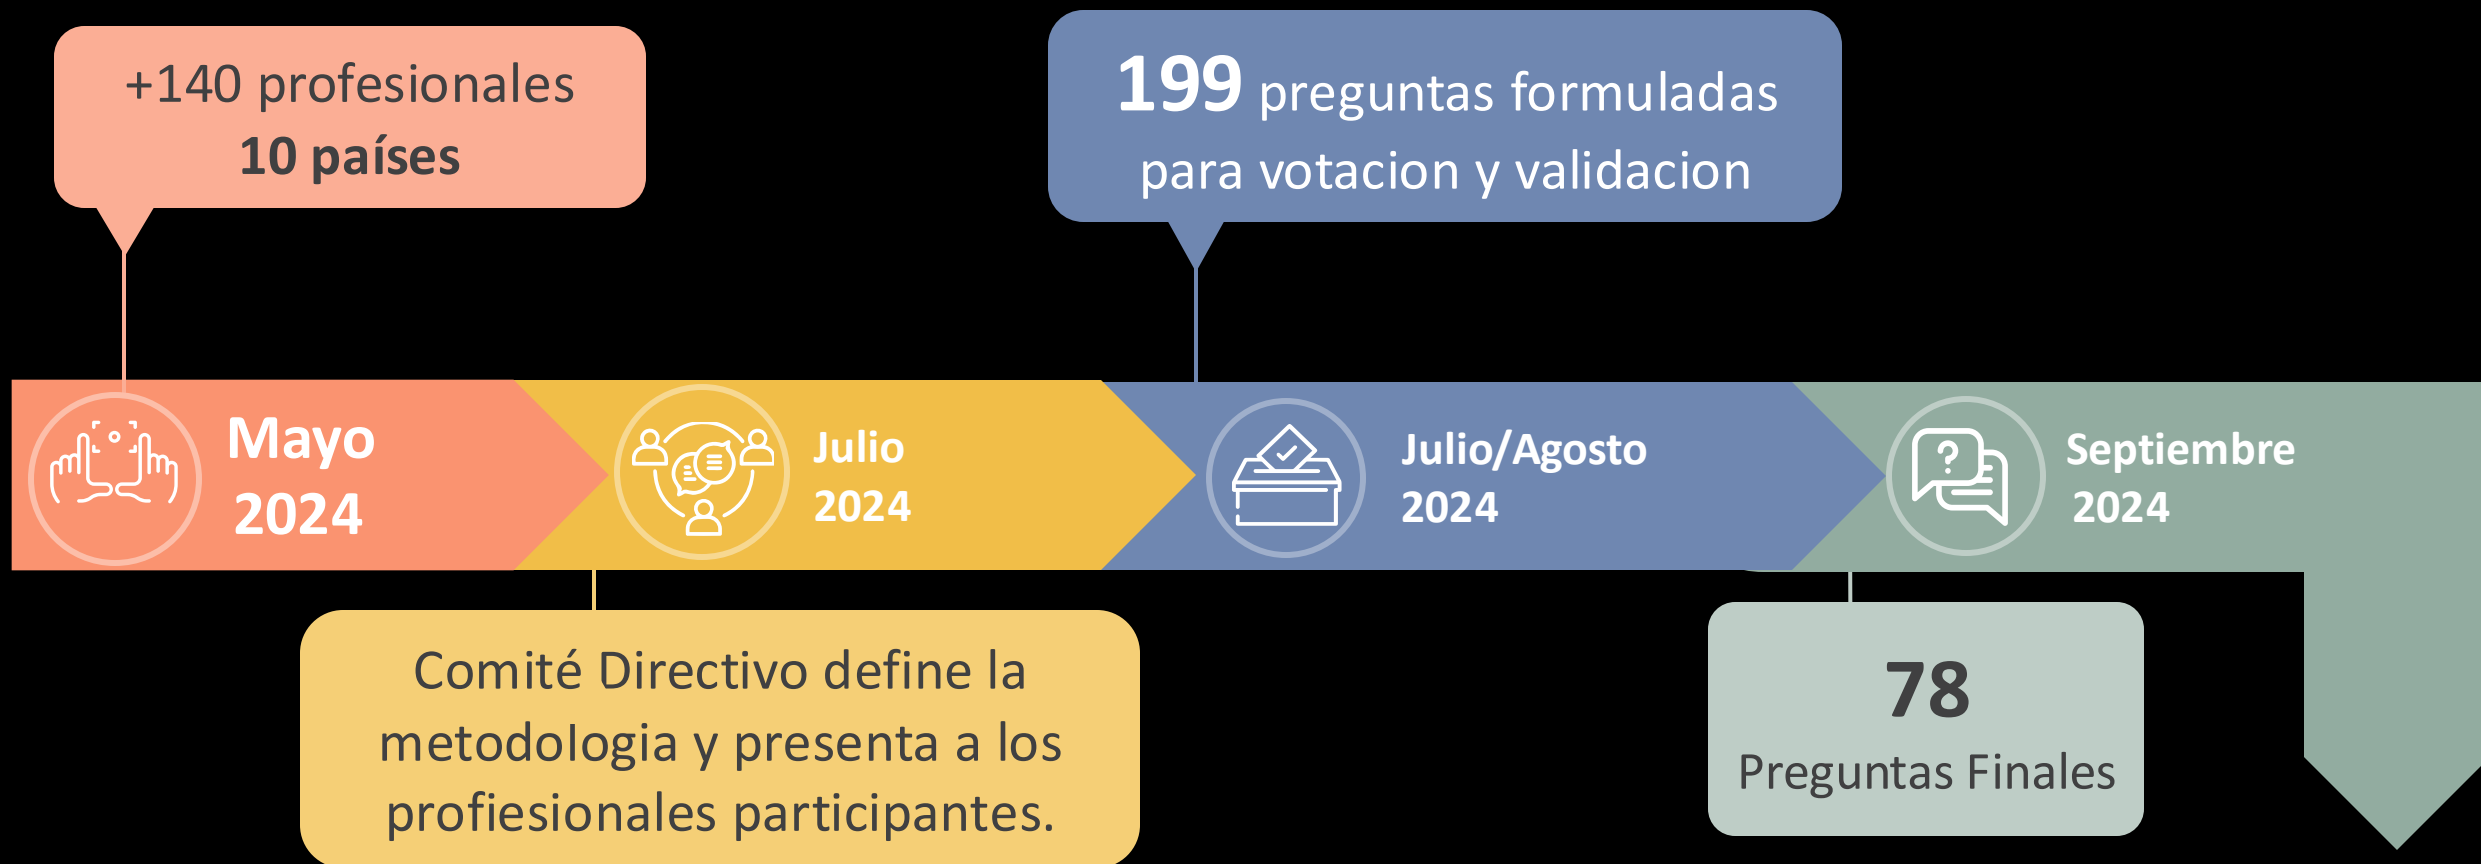 +140 profesionales
10 países
199 preguntas formuladas
para votacion y validacion
Mayo
2024
Julio
2024
Julio/Agosto
2024
Septiembre
2024
Comité Directivo define la
metodologia y presenta a los
profiesionales participantes.
78
Preguntas Finales